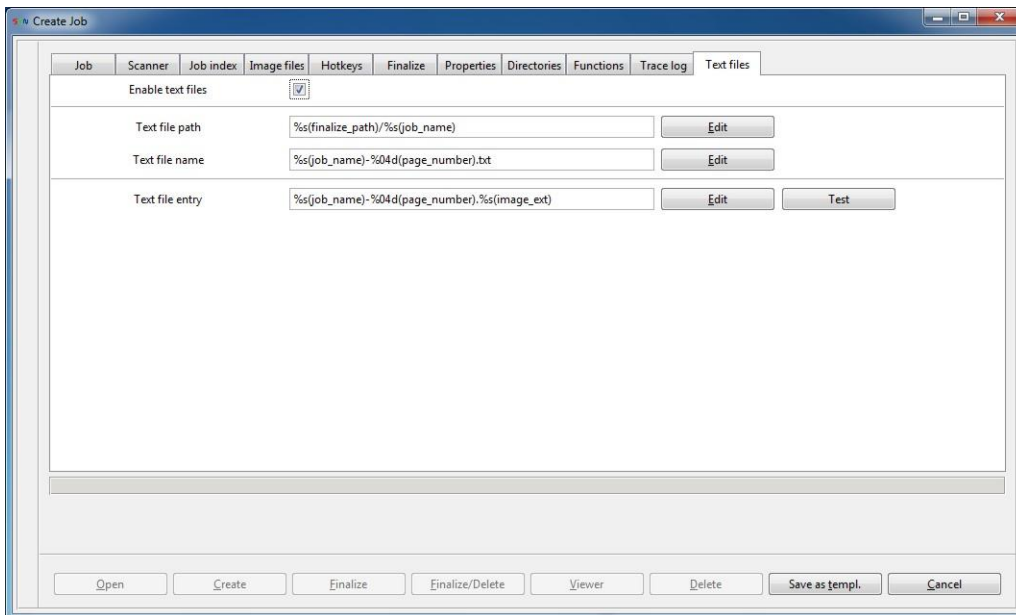 Create Job
Job Scanner Job index Image files Hotkeys Finalize Properties Directories Functions Trace log Text files
Enable text files
Text file path %s(finalize_path)/%s(job_name) Edit
Text file name %s(job_name)-%04d(page_number).txt Edit
Text file entry %s(job_name)-%04d(page_number).%s(image_ext) Edit Test
Open Create Finalize Finalize/Delete Viewer Delete Save as templ. Cancel